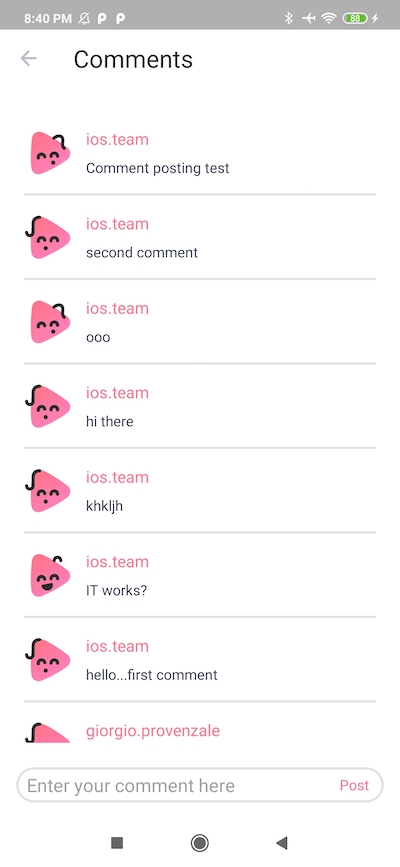 8:40 PM
88
Comments
ios.team
Comment posting test
ios.team
second comment
ios.team
ooo
ios.team
hi there
ios.team
khkljh
ios.team
IT works?
ios.team
hello...first comment
giorgio.provenzale
Enter your comment here
Post